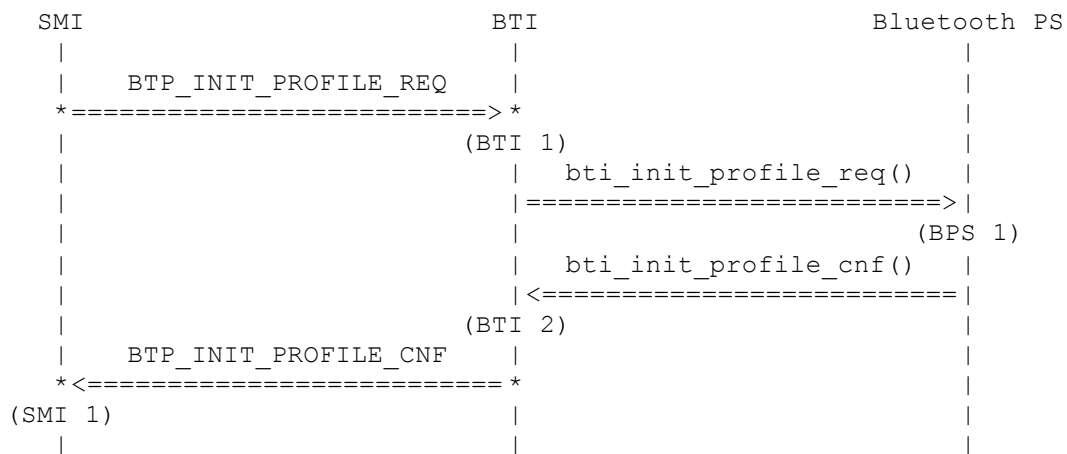 SMI BTI Bluetooth PS
BTP_INIT_PROFILE_REQ
(BTI 1)
bti_init_profile_req()
(BPS 1)
bti_init_profile_cnf()
(BTI 2)
BTP_INIT_PROFILE_CNF
(SMI 1)